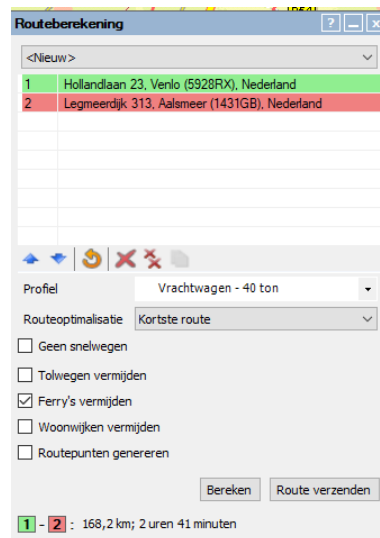 Routeberekening
<Nieuw>
1 Hollandlaan 23, Venlo (5928RX), Nederland
2 Legmeerdijk 313, Aalsmeer (1431GB), Nederland
Profiel Vrachtwagen - 40 ton
Routeoptimalisatie Kortste route
Geen snelwegen
Tolwegen vermijden
Ferry's vermijden
Woonwijken vermijden
Routepunten genereren
Bereken Route verzenden
1 - 2 : 168,2 km; 2 uren 41 minuten